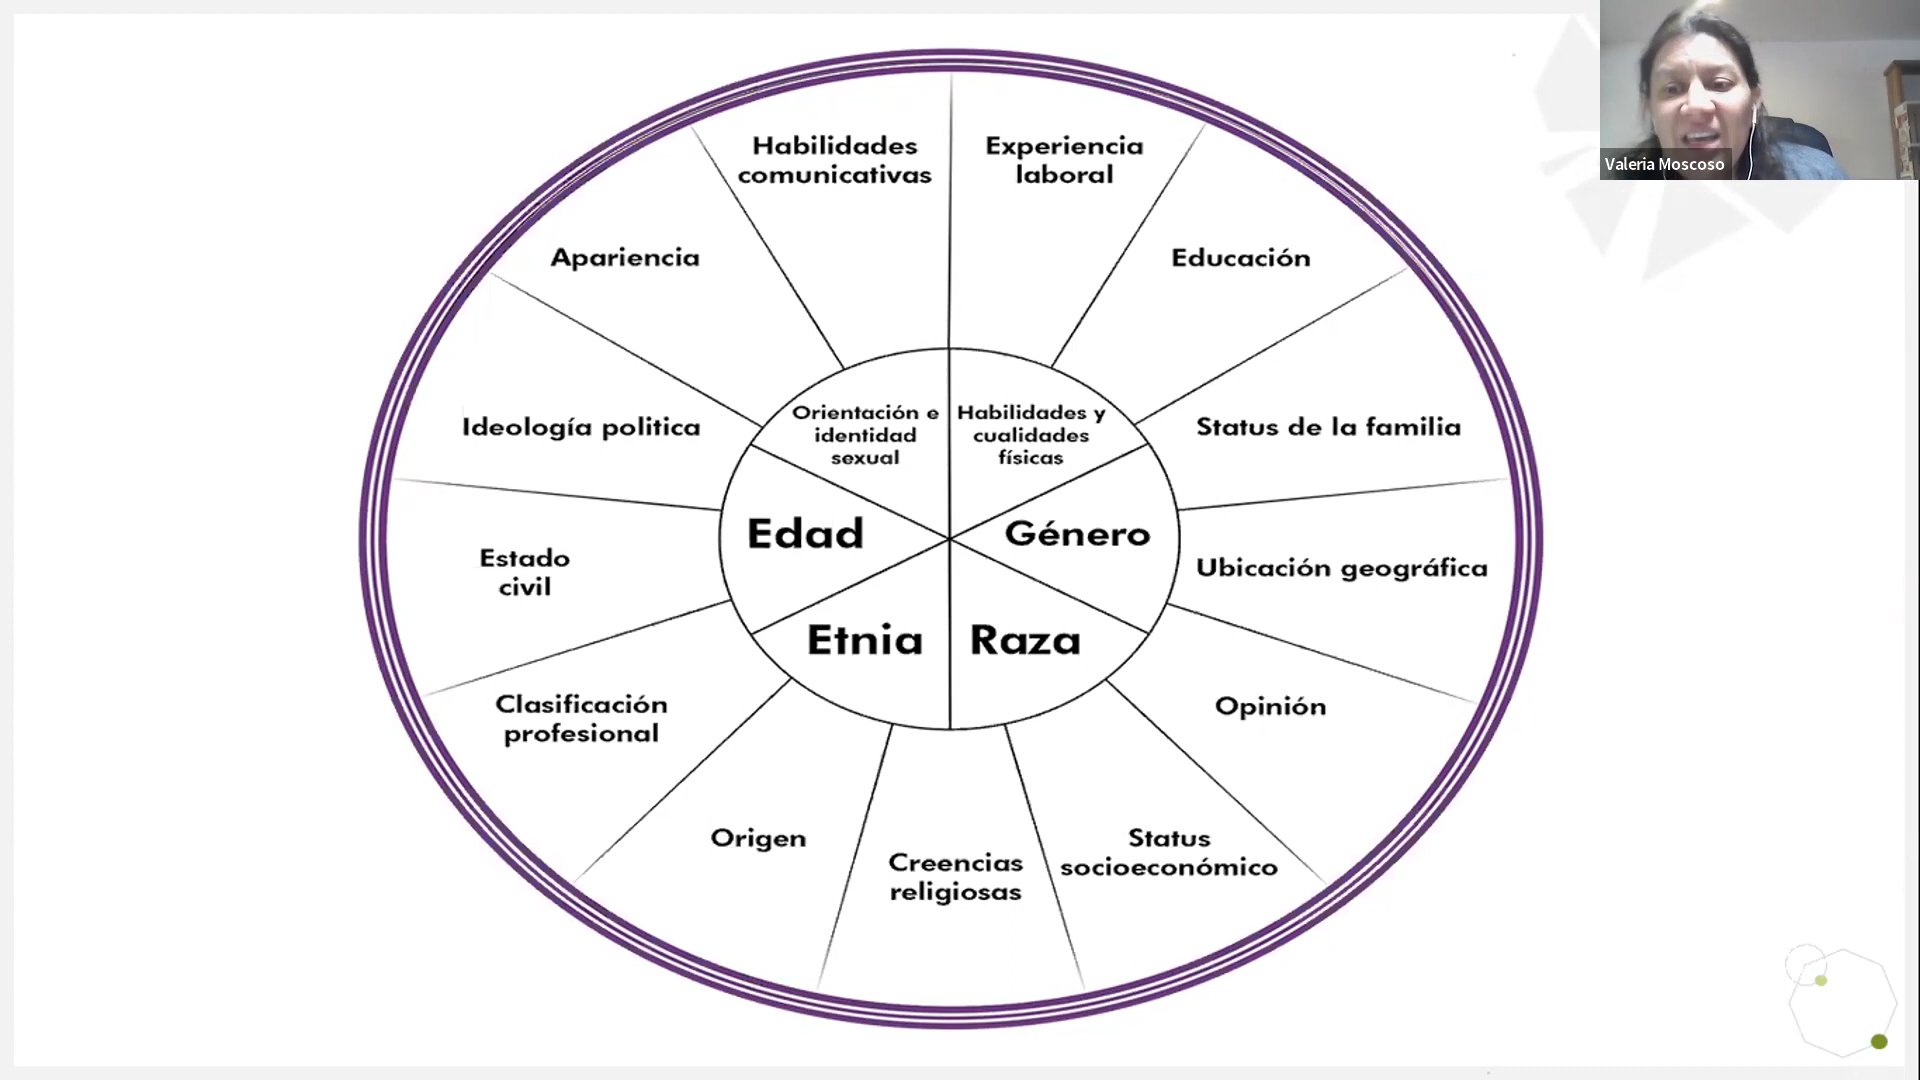 Valeria Moscoso
Habilidades
comunicativas
Experiencia
laboral
Apariencia
Educación
Ideología politica
Status de la familia
Orientación e
identidad
sexual
Habilidades y
cualidades
físicas
Edad
Género
Estado
civil
Ubicación geográfica
Etnia
Raza
Clasificación
profesional
Opinión
Origen
Creencias
religiosas
Status
socioeconómico